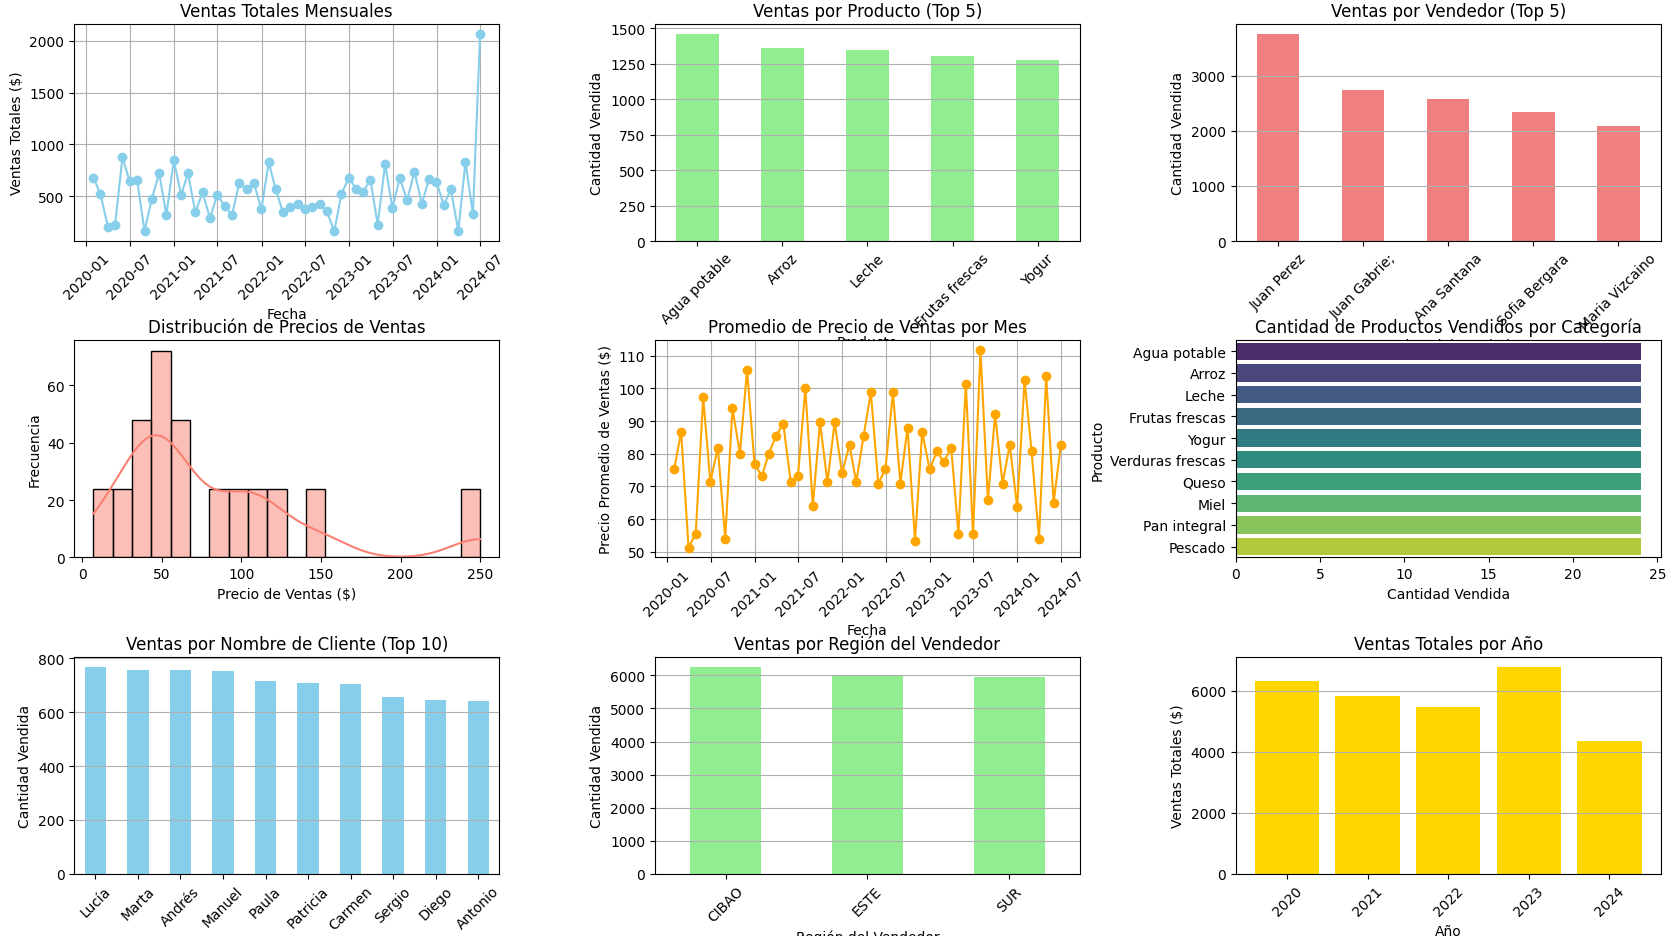 Ventas Totales Mensuales
Ventas Totales ($)
2000
1500
1000
500
2020-01
2020-07
2021-01
2021-07
2022-01
2022-07
2023-01
2023-07
2024-01
2024-07
Fecha
Ventas por Producto (Top 5)
Cantidad Vendida
1500
1250
1000
750
500
250
0
Agua potable
Arroz
Leche
Frutas frescas
Yogur
Ventas por Vendedor (Top 5)
Cantidad Vendida
3000
2000
1000
0
Juan Perez
Juan Gabrie;
Ana Santana
Sofia Bergara
Maria Vizcaino
Distribución de Precios de Ventas
Frecuencia
60
40
20
0
0
50
100
150
200
250
Precio de Ventas ($)
Promedio de Precio de Ventas por Mes
Precio Promedio de Ventas ($)
110
100
90
80
70
60
50
2020-01
2020-07
2021-01
2021-07
2022-01
2022-07
2023-01
2023-07
2024-01
2024-07
Fecha
Cantidad de Productos Vendidos por Categoría
Producto
Agua potable
Arroz
Leche
Frutas frescas
Yogur
Verduras frescas
Queso
Miel
Pan integral
Pescado
0
5
10
15
20
25
Cantidad Vendida
Ventas por Nombre de Cliente (Top 10)
Cantidad Vendida
800
600
400
200
0
Lucía
Marta
Andrés
Manuel
Paula
Patricia
Carmen
Sergio
Diego
Antonio
Ventas por Región del Vendedor
Cantidad Vendida
6000
5000
4000
3000
2000
1000
0
CIBAO
ESTE
SUR
Región del Vendedor
Ventas Totales por Año
Ventas Totales ($)
6000
4000
2000
0
2020
2021
2022
2023
2024
Año